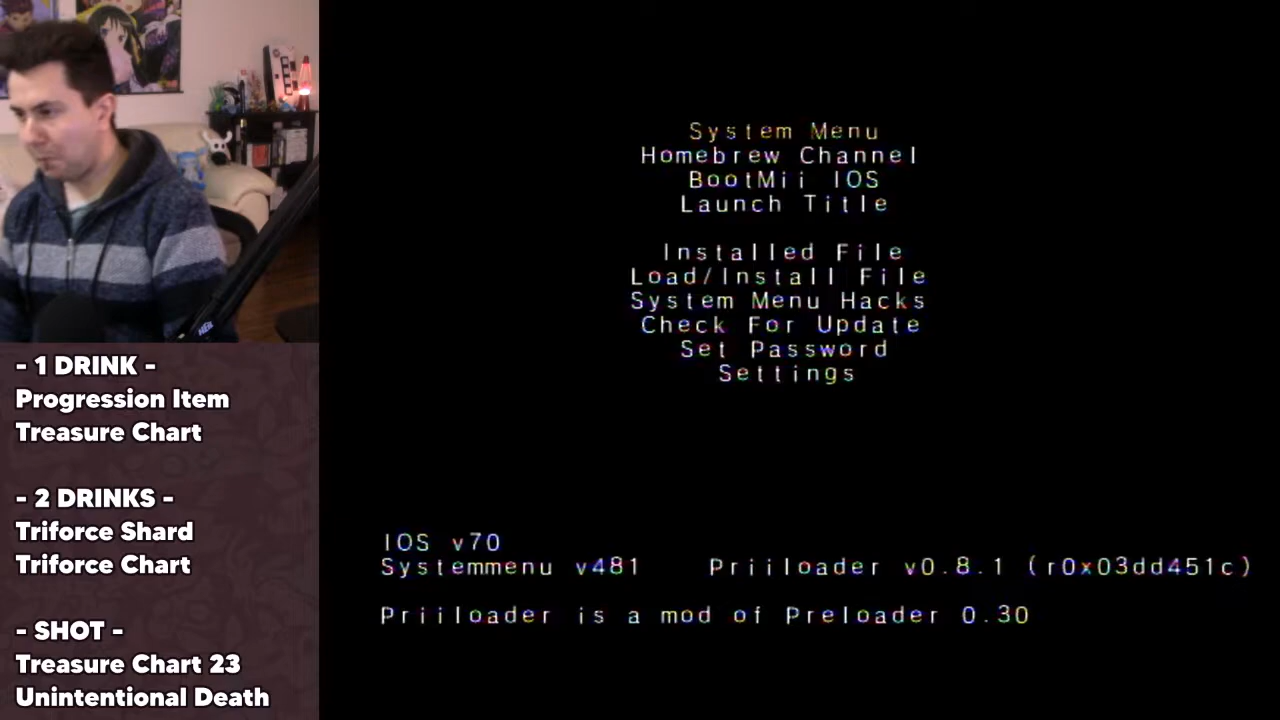 - 1 DRINK -
Progression Item
Treasure Chart
- 2 DRINKS -
Triforce Shard
Triforce Chart
- SHOT -
Treasure Chart 23
Unintentional Death
System Menu
Homebrew Channel
BootMii IOS
Launch Title
Installed File
Load/Install File
System Menu Hacks
Check For Update
Set Password
Settings
IOS v70
Systemmenu v481 Priiloader v0.8.1 (r0x03dd451c)
Priiloader is a mod of Preloader 0.30